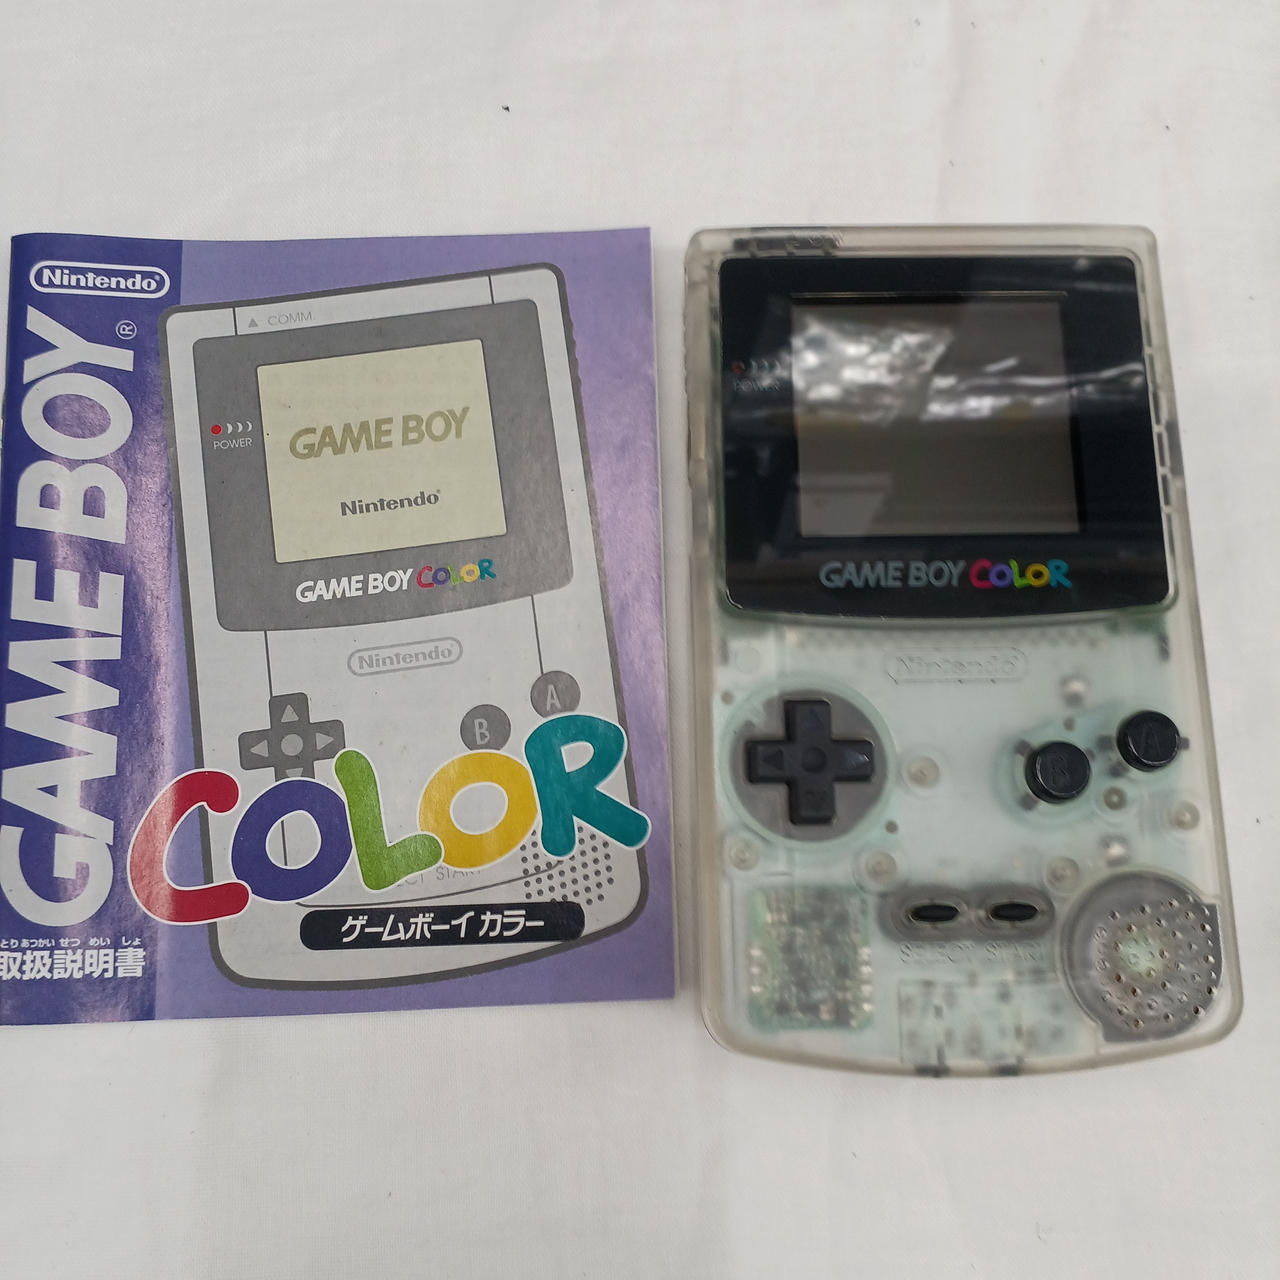 Nintendo®
GAME BOY®
▲ COMM.
POWER
GAME BOY
Nintendo®
GAME BOY COLOR
Nintendo®
B
A
COLOR
START
ゲームボーイカラー
とりあつかい せつ めい しょ
取扱説明書
POWER
GAME BOY COLOR
Nintendo
B
A
SELECT START